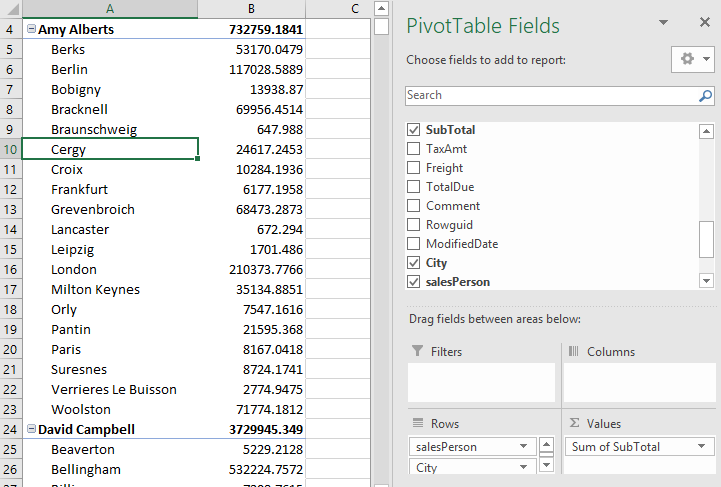 A B C
4 Amy Alberts 732759.1841
5 Berks 53170.0479
6 Berlin 117028.5889
7 Bobigny 13938.87
8 Bracknell 69956.4514
9 Braunschweig 647.988
10 Cergy 24617.2453
11 Croix 10284.1936
12 Frankfurt 6177.1958
13 Grevenbroich 68473.2873
14 Lancaster 672.294
15 Leipzig 1701.486
16 London 210373.7766
17 Milton Keynes 35134.8851
18 Orly 7547.1616
19 Pantin 21595.368
20 Paris 8167.0418
21 Suresnes 8724.1741
22 Verrieres Le Buisson 2774.9475
23 Woolston 71774.1812
24 David Campbell 3729945.349
25 Beaverton 5229.2128
26 Bellingham 532224.7572
PivotTable Fields
Choose fields to add to report:
Search
SubTotal
TaxAmt
Freight
TotalDue
Comment
Rowguid
ModifiedDate
City
salesPerson
Drag fields between areas below:
Filters
Columns
Rows
Σ Values
salesPerson
City
Sum of SubTotal